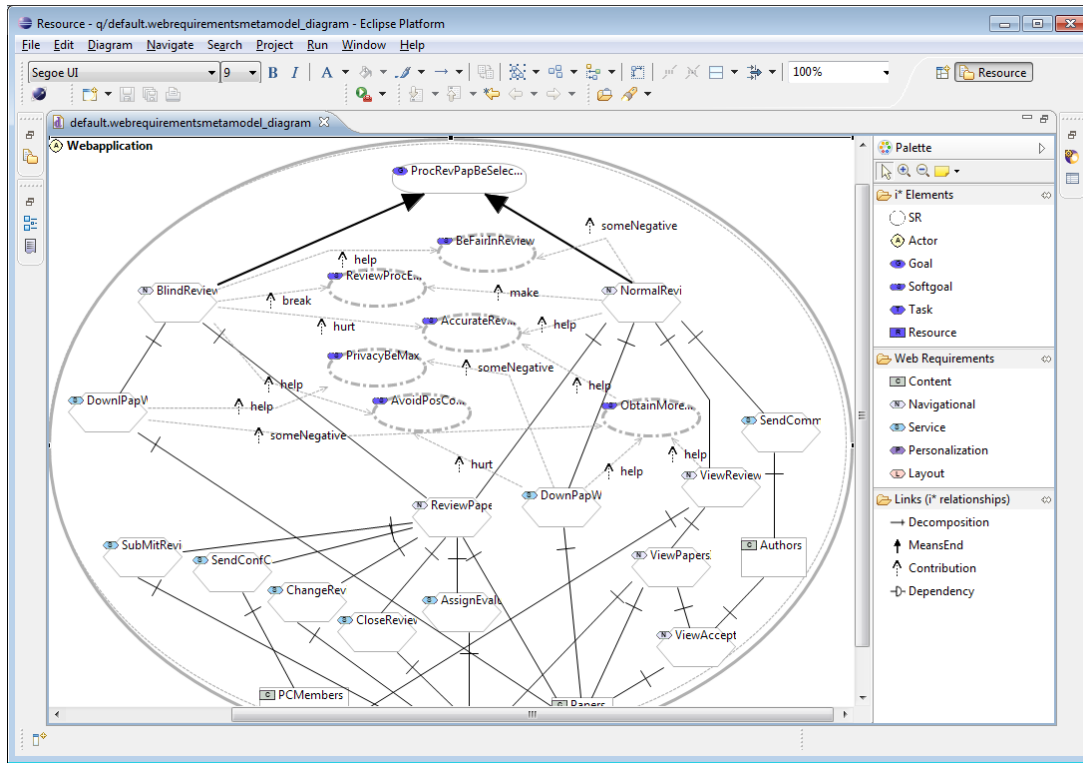 Resource - q/default.webrequirementsmetamodel_diagram - Eclipse Platform
File Edit Diagram Navigate Search Project Run Window Help
Segoe UI 9 B I A 100% Resource
default.webrequirementsmetamodel_diagram
Webapplication
ProcRevPapBeSelec...
someNegative
BeFairInReview
help
ReviewProcE...
BlindReview
NormalRevi
break
make
hurt
AccurateRevi...
help
PrivacyBeMax
someNegative
help
help
DownlPapW
help
AvoidPosCo...
ObtainMore...
SendComm
someNegative
hurt
help
help
ViewReview
ReviewPape
DownPapW
SubMitRevi
SendConfC
ViewPapers
Authors
ChangeRev
AssignEvalu
CloseReview
ViewAccept
PCMembers
Papers
Palette
i* Elements
SR
Actor
Goal
Softgoal
Task
Resource
Web Requirements
Content
Navigational
Service
Personalization
Layout
Links (i* relationships)
Decomposition
MeansEnd
Contribution
Dependency